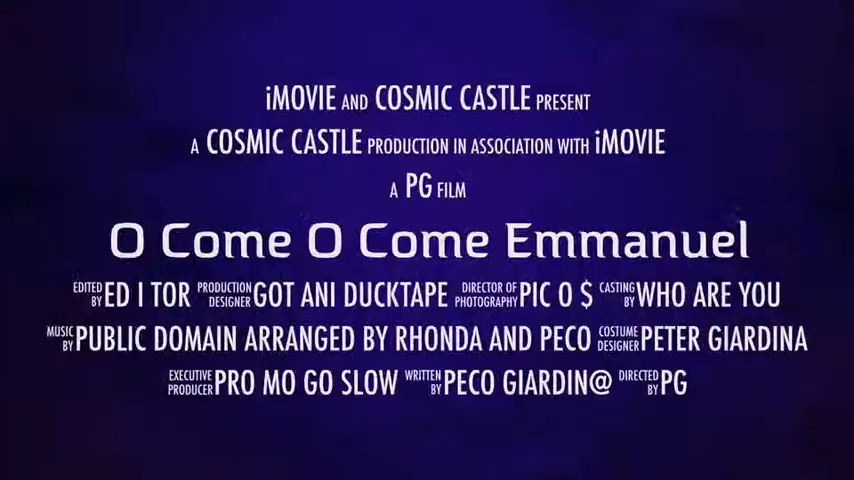 iMOVIE AND COSMIC CASTLE PRESENT
A COSMIC CASTLE PRODUCTION IN ASSOCIATION WITH iMOVIE
A PG FILM
O Come O Come Emmanuel
EDITED BY ED I TOR PRODUCTION DESIGNER GOT ANI DUCKTAPE DIRECTOR OF PHOTOGRAPHY PIC O $ CASTING BY WHO ARE YOU
MUSIC BY PUBLIC DOMAIN ARRANGED BY RHONDA AND PECO COSTUME DESIGNER PETER GIARDINA
EXECUTIVE PRODUCER PRO MO GO SLOW WRITTEN BY PECO GIARDIN@ DIRECTED BY PG